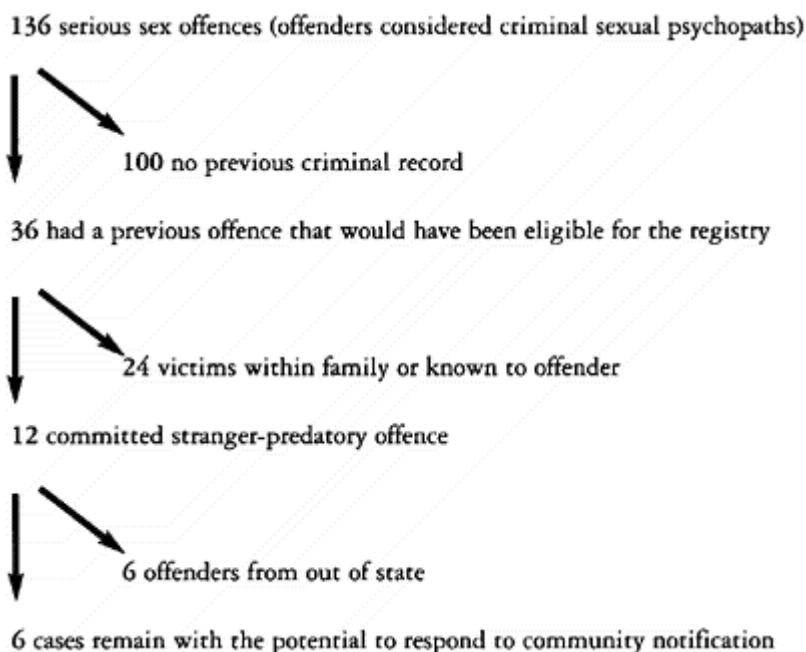 136 serious sex offences (offenders considered criminal sexual psychopaths)
100 no previous criminal record
36 had a previous offence that would have been eligible for the registry
24 victims within family or known to offender
12 committed stranger-predatory offence
6 offenders from out of state
6 cases remain with the potential to respond to community notification